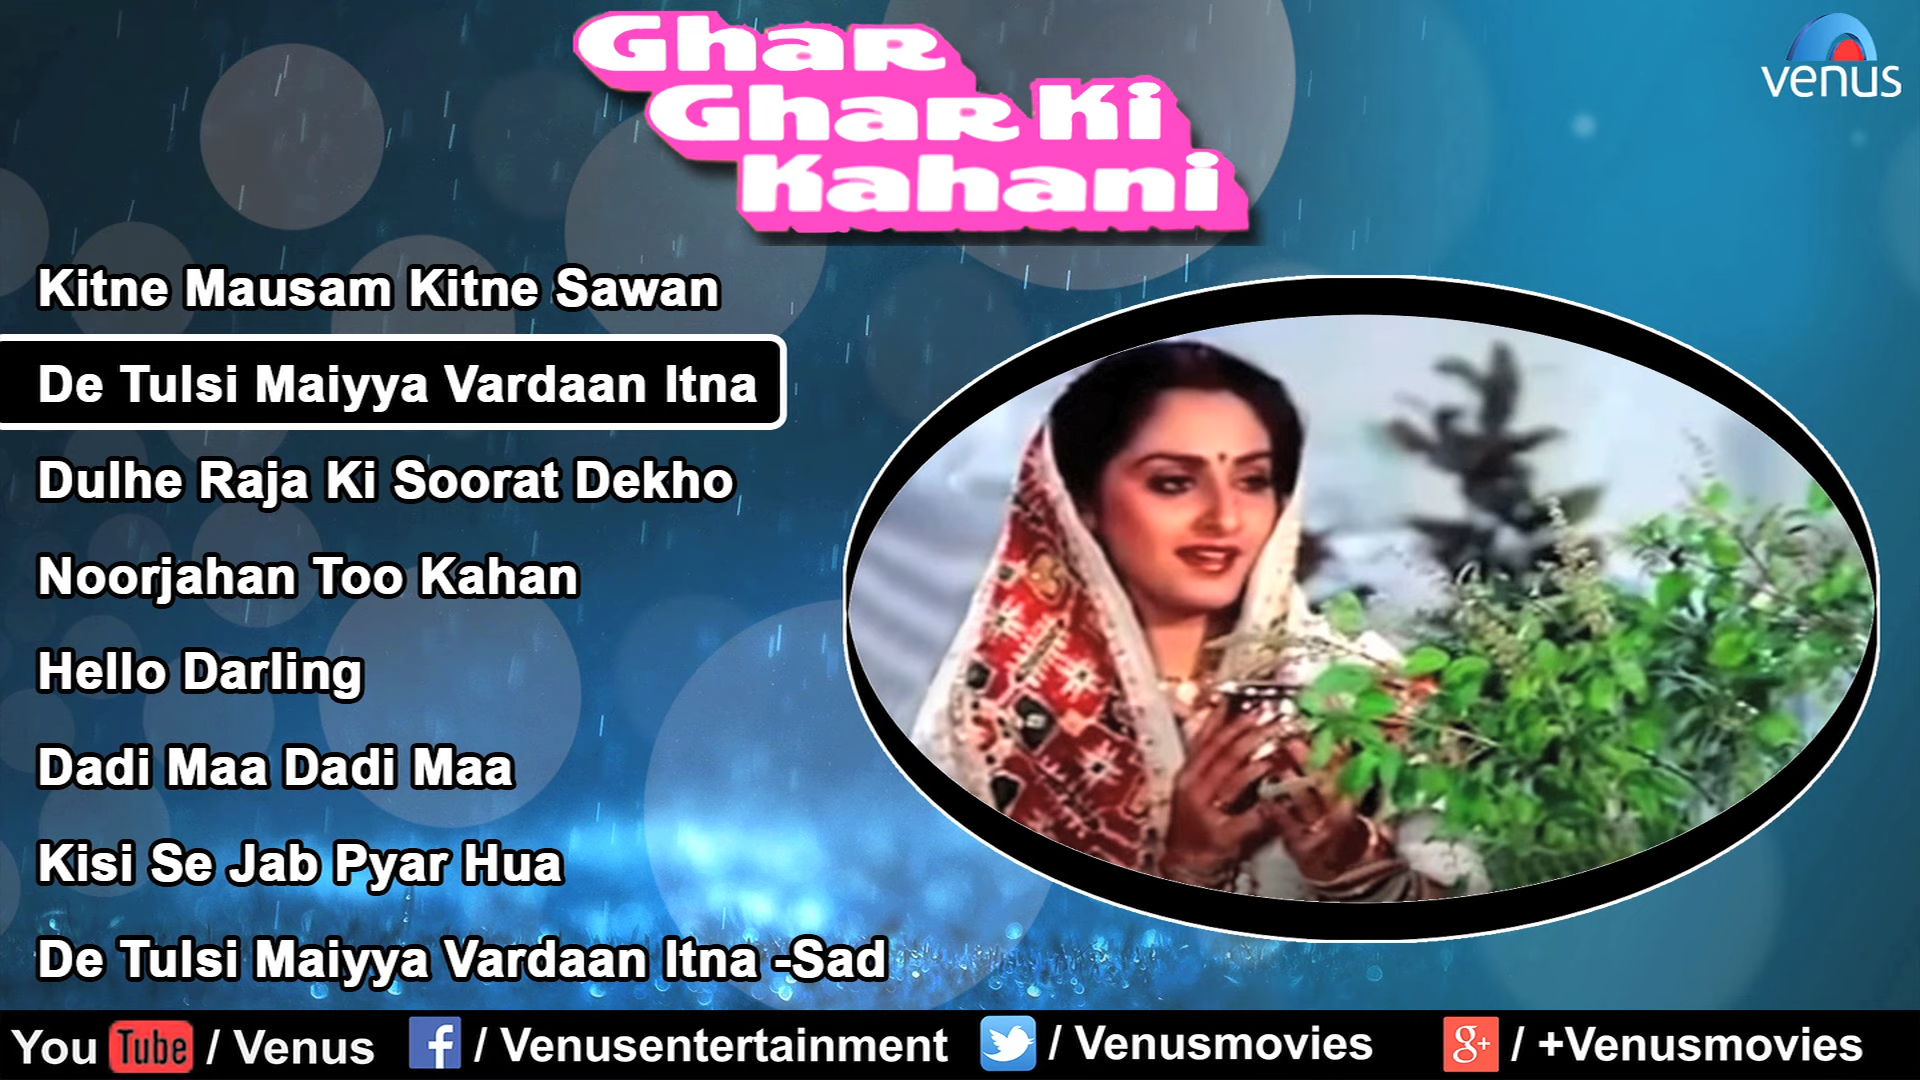 Ghar
Ghar Ki
Kahani
venus
Kitne Mausam Kitne Sawan
De Tulsi Maiyya Vardaan Itna
Dulhe Raja Ki Soorat Dekho
Noorjahan Too Kahan
Hello Darling
Dadi Maa Dadi Maa
Kisi Se Jab Pyar Hua
De Tulsi Maiyya Vardaan Itna -Sad
You Tube / Venus f / Venusentertainment / Venusmovies g+ / +Venusmovies